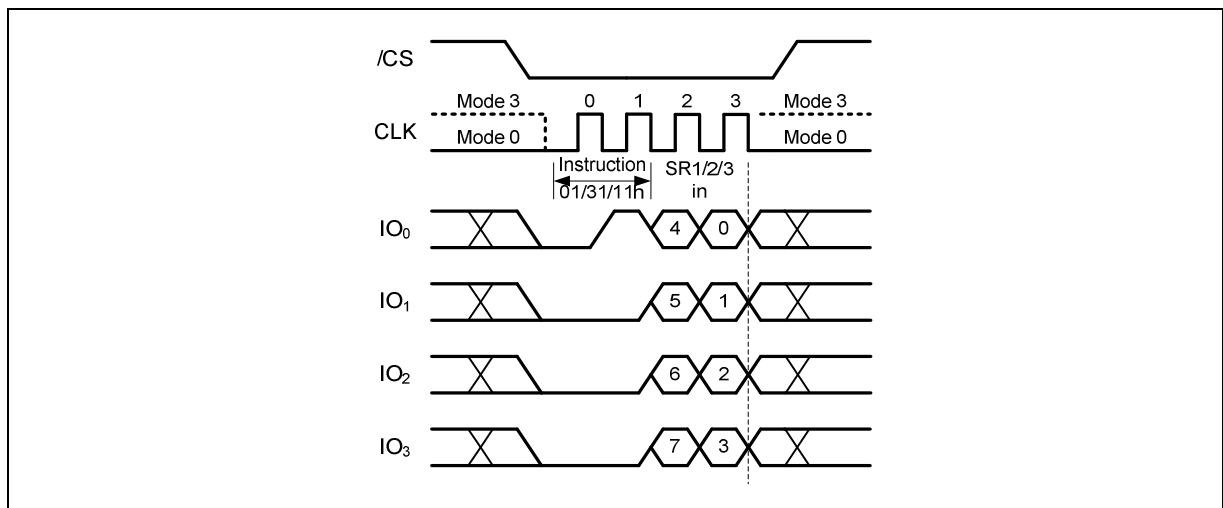 /CS
Mode 3 0 1 2 3 Mode 3
CLK
Mode 0 Mode 0
Instruction SR1/2/3
01/31/11h in
IO₀ 4 0
IO₁ 5 1
IO₂ 6 2
IO₃ 7 3